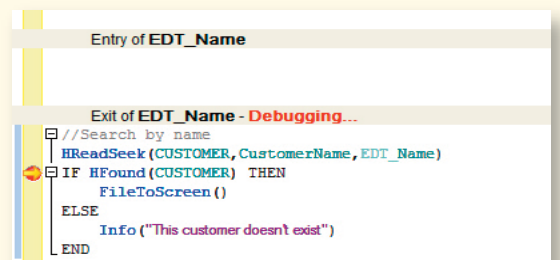 Entry of EDT_Name
Exit of EDT_Name - Debugging...
//Search by name
HReadSeek(CUSTOMER,CustomerName,EDT_Name)
IF HFound(CUSTOMER) THEN
FileToScreen()
ELSE
Info("This customer doesn't exist")
END